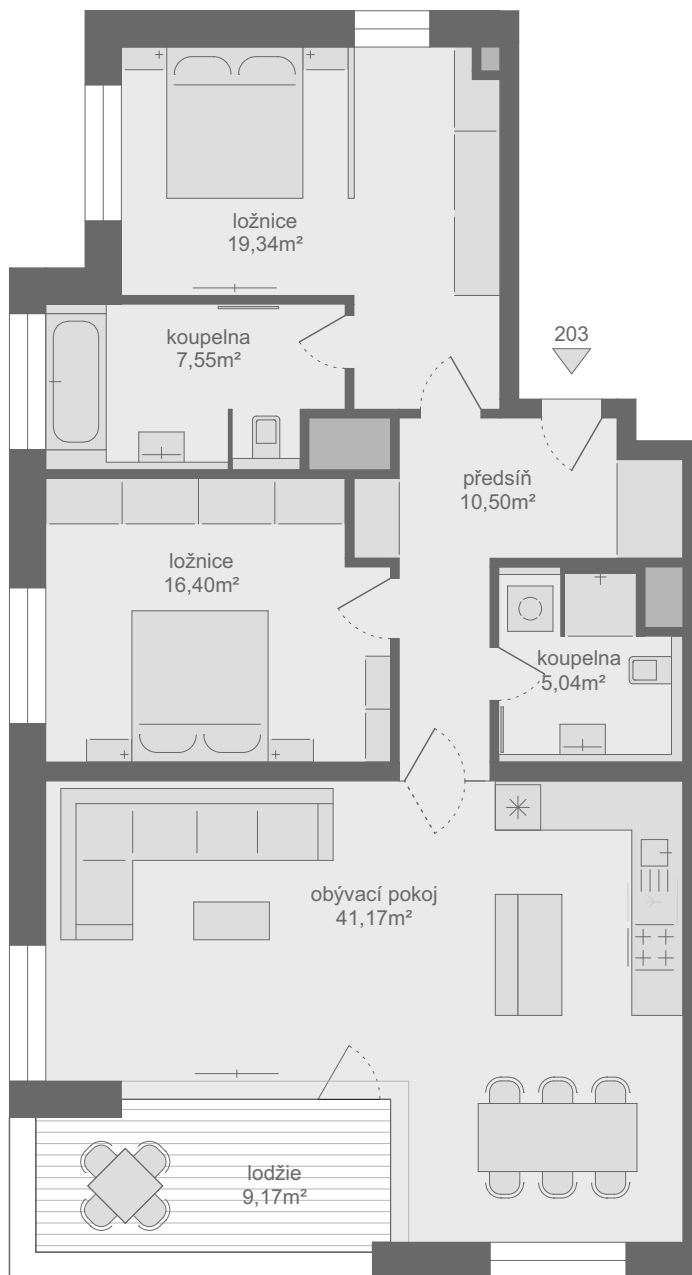 ložnice
19,34m²
203
koupelna
7,55m²
předsíň
10,50m²
ložnice
16,40m²
koupelna
5,04m²
obývací pokoj
41,17m²
lodžie
9,17m²